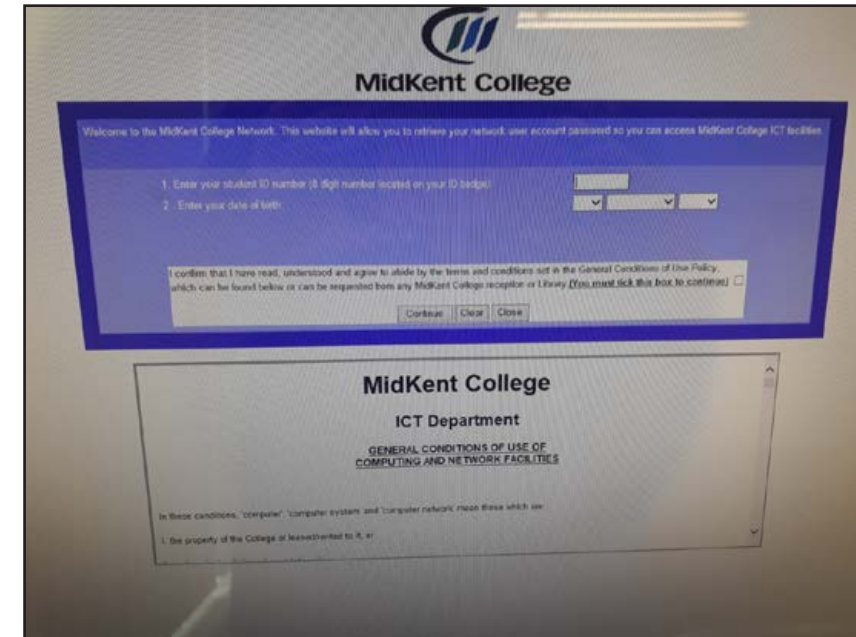 MidKent College
Welcome to the MidKent College Network. This website will allow you to retrieve your network user account password so you can access MidKent College ICT facilities
1. Enter your student ID number (8 digit number located on your ID badge)
2. Enter your date of birth
I confirm that I have read, understood and agree to abide by the terms and conditions set in the General Conditions of Use Policy,
which can be found below or can be requested from any MidKent College reception or Library (You must tick this box to continue)
Continue Clear Close
MidKent College
ICT Department
GENERAL CONDITIONS OF USE OF
COMPUTING AND NETWORK FACILITIES
In these conditions, 'computer', 'computer system' and 'computer network' mean those which are
1. the property of the College or leased/rented to it, or